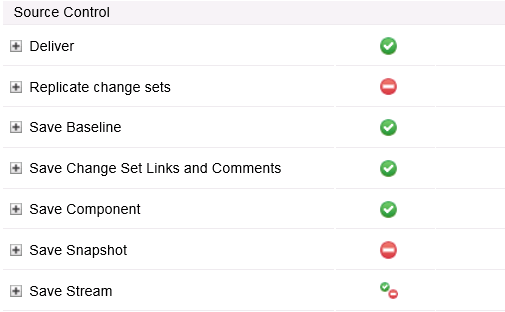 Source Control
Deliver
Replicate change sets
Save Baseline
Save Change Set Links and Comments
Save Component
Save Snapshot
Save Stream